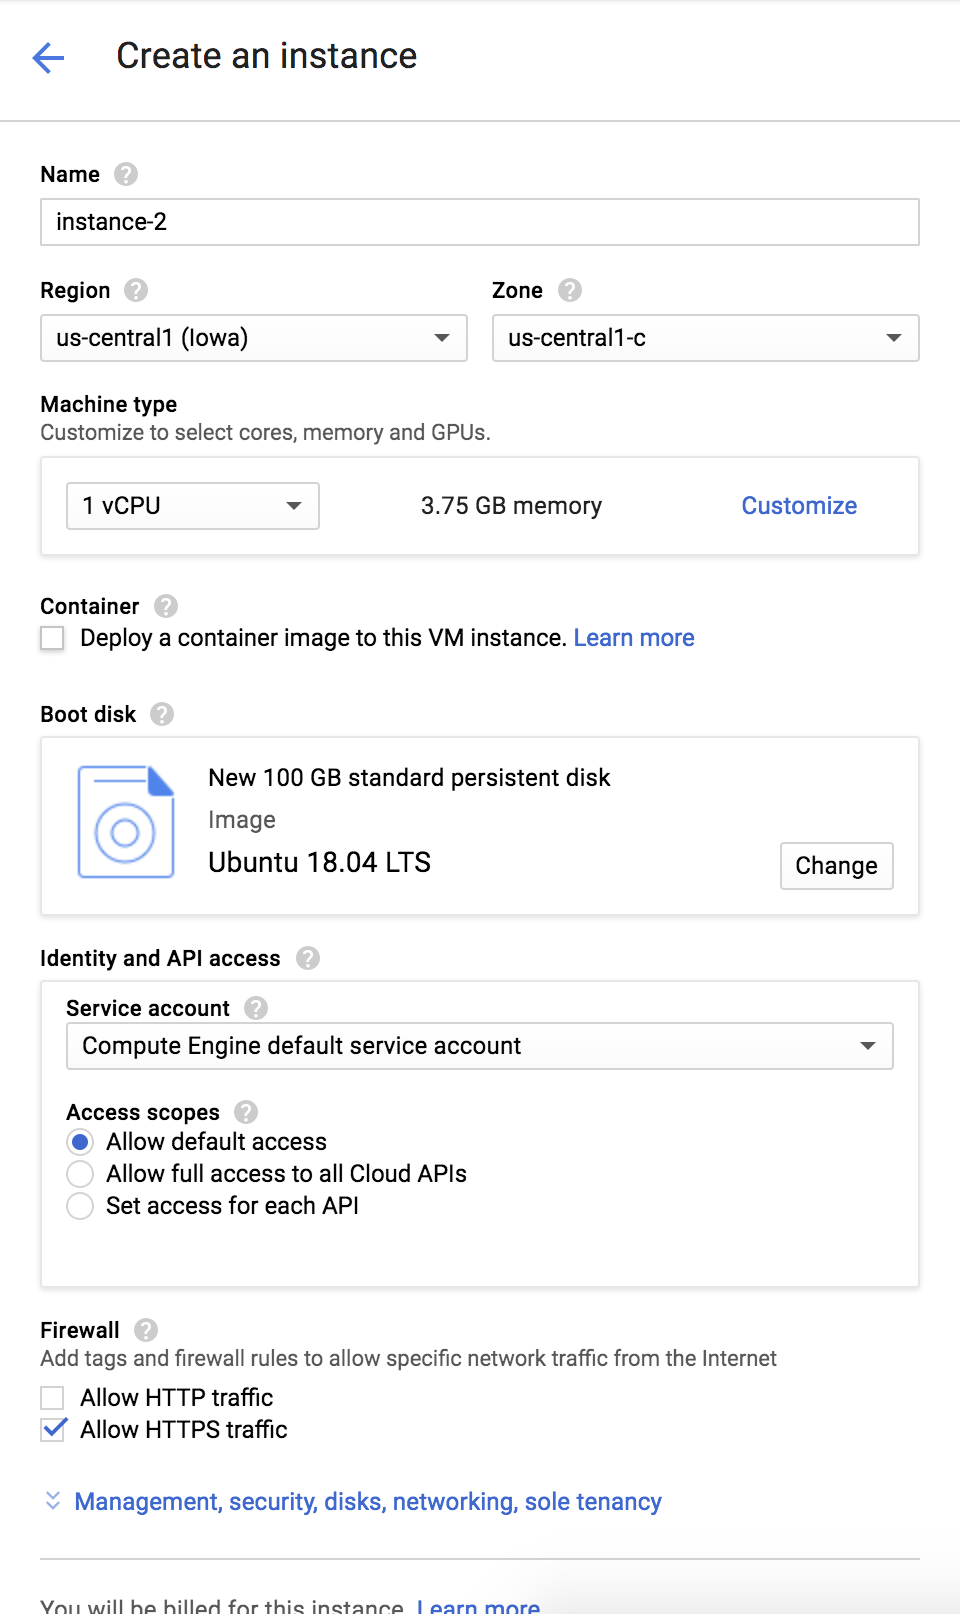 Create an instance
Name
instance-2
Region Zone
us-central1 (Iowa) us-central1-c
Machine type
Customize to select cores, memory and GPUs.
1 vCPU 3.75 GB memory Customize
Container
Deploy a container image to this VM instance. Learn more
Boot disk
New 100 GB standard persistent disk
Image
Ubuntu 18.04 LTS
Change
Identity and API access
Service account
Compute Engine default service account
Access scopes
Allow default access
Allow full access to all Cloud APIs
Set access for each API
Firewall
Add tags and firewall rules to allow specific network traffic from the Internet
Allow HTTP traffic
Allow HTTPS traffic
Management, security, disks, networking, sole tenancy
You will be billed for this instance. Learn more